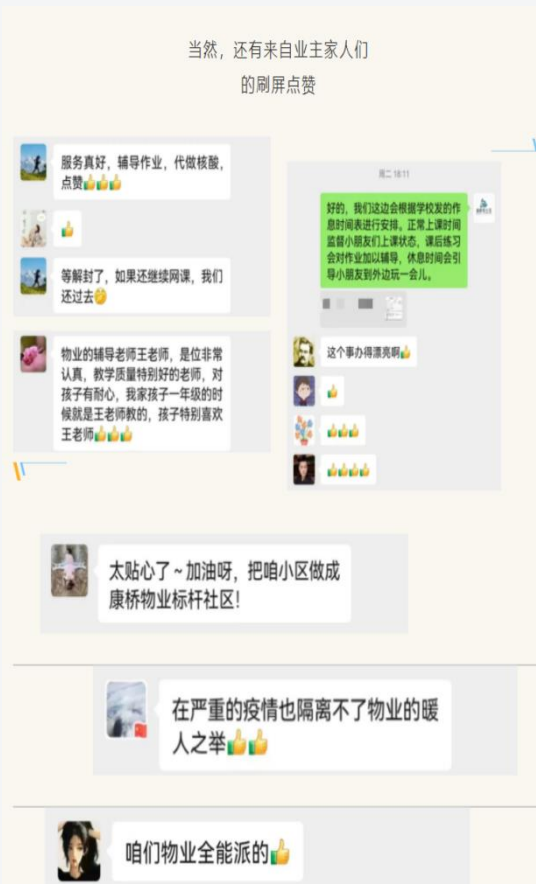 当然，还有来自业主家人们
的刷屏点赞
服务真好，辅导作业，代做核酸，
点赞👍👍👍
👍
等解封了，如果还继续网课，我们
还过去🤔
物业的辅导老师王老师，是位非常
认真，教学质量特别好的老师，对
孩子有耐心，我家孩子一年级的时
候就是王老师教的，孩子特别喜欢
王老师👍👍👍
周二 18:11
好的，我们这边会根据学校发的作
息时间表进行安排。正常上课时间
监督小朋友们上课状态，课后练习
会对作业加以辅导，休息时间会引
导小朋友到外边玩一会儿。
这个事办得漂亮啊👍
👍
👍👍👍
👍👍👍👍
太贴心了～加油呀，把咱小区做成
康桥物业标杆社区！
在严重的疫情也隔离不了物业的暖
人之举👍👍
咱们物业全能派的👍